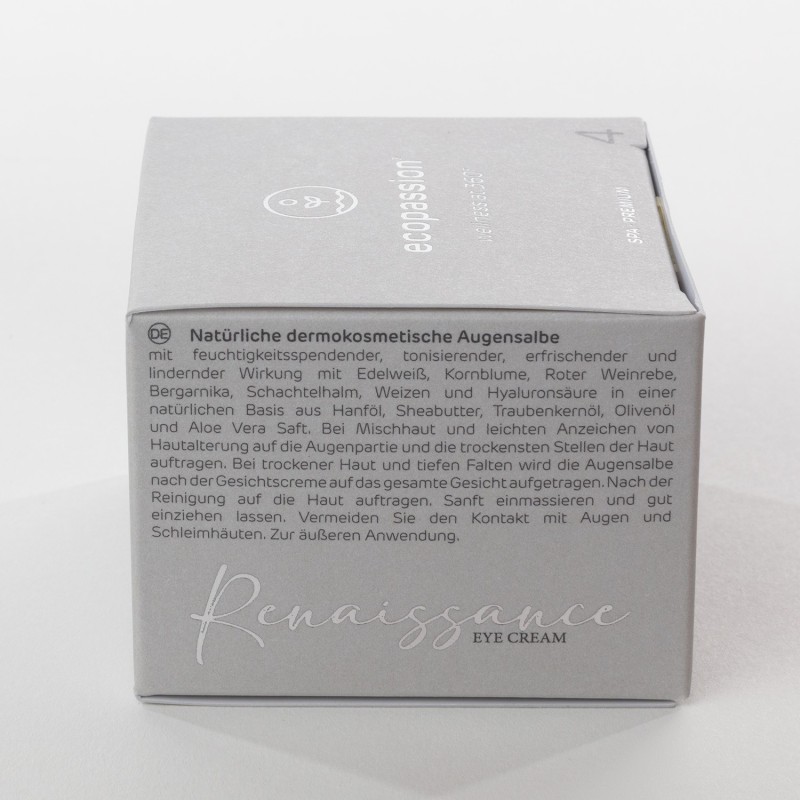 4
ecopassion
SPA PREMIUM
DE Natürliche dermokosmetische Augensalbe
mit feuchtigkeitsspendender, tonisierender, erfrischender und
lindernder Wirkung mit Edelweiß, Kornblume, Roter Weinrebe,
Bergarnika, Schachtelhalm, Weizen und Hyaluronsäure in einer
natürlichen Basis aus Hanföl, Sheabutter, Traubenkernöl, Olivenöl
und Aloe Vera Saft. Bei Mischhaut und leichten Anzeichen von
Hautalterung auf die Augenpartie und die trockensten Stellen der Haut
auftragen. Bei trockener Haut und tiefen Falten wird die Augensalbe
nach der Gesichtscreme auf das gesamte Gesicht aufgetragen. Nach der
Reinigung auf die Haut auftragen. Sanft einmassieren und gut
einziehen lassen. Vermeiden Sie den Kontakt mit Augen und
Schleimhäuten. Zur äußeren Anwendung.
Renaissance
EYE CREAM